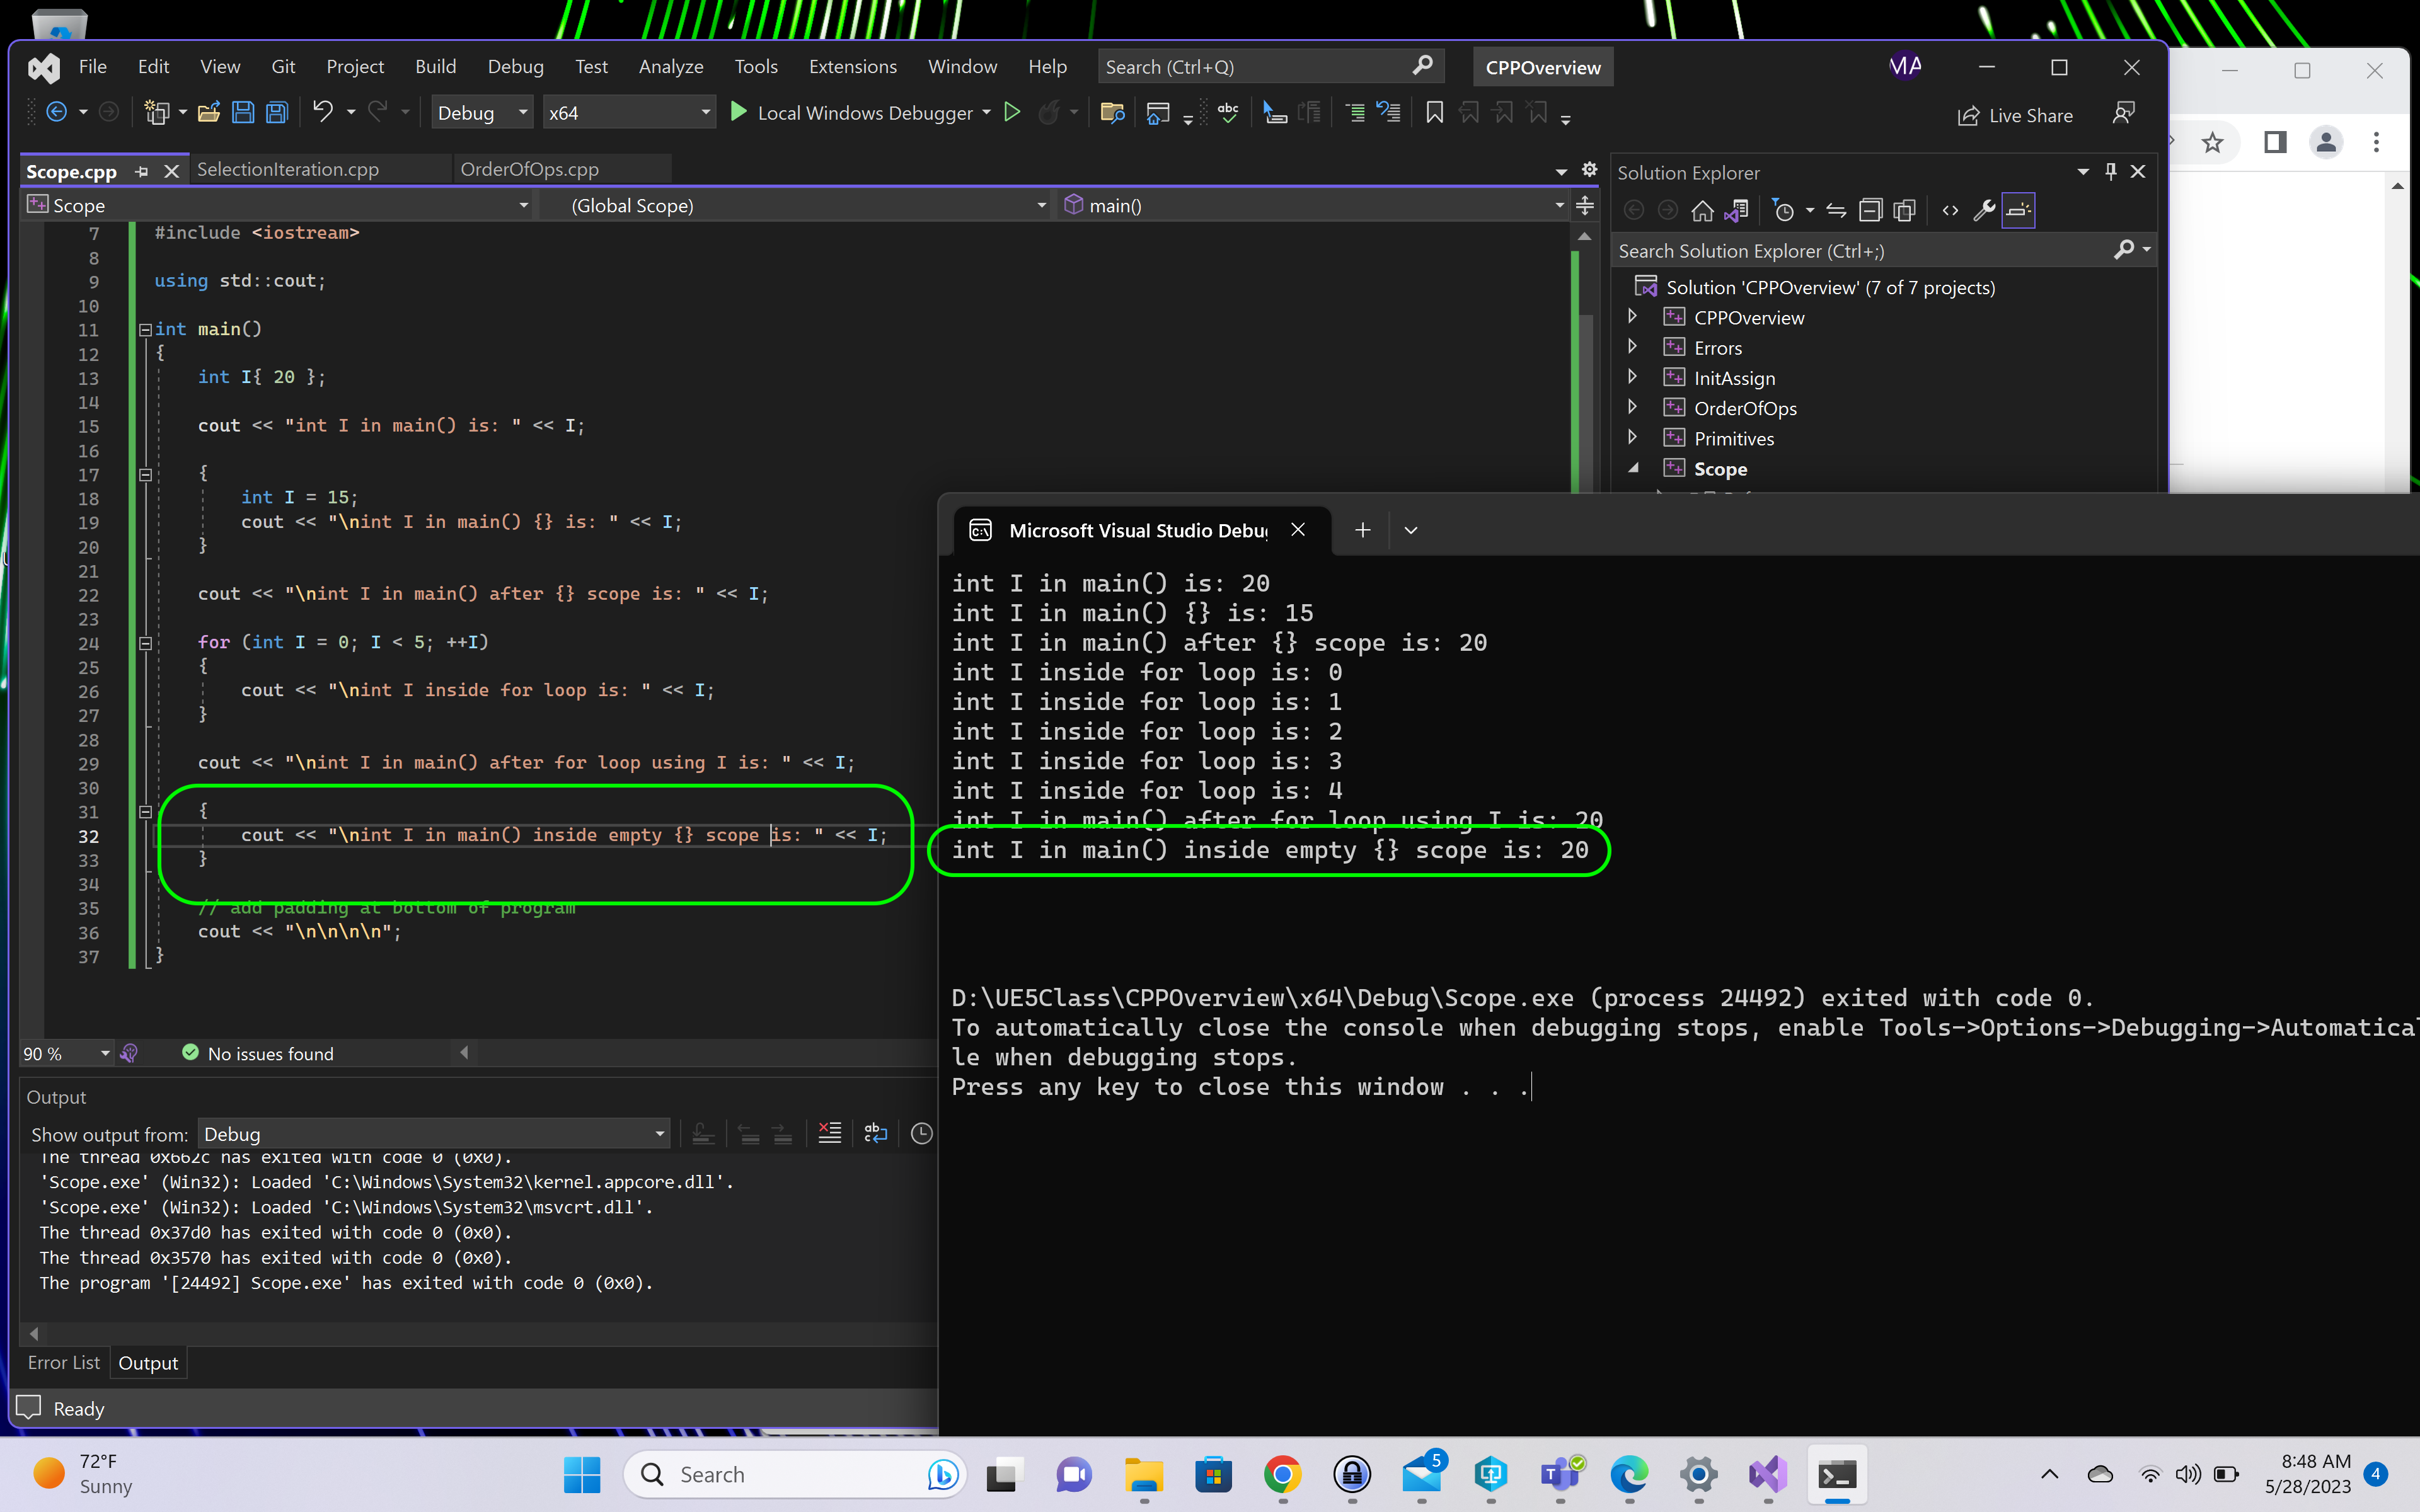 File Edit View Git Project Build Debug Test Analyze Tools Extensions Window Help Search (Ctrl+Q) CPPOverview MA
Debug x64 Local Windows Debugger Live Share
Scope.cpp SelectionIteration.cpp OrderOfOps.cpp
Scope (Global Scope) main()
7 #include <iostream>
8
9 using std::cout;
10
11 int main()
12 {
13 int I{ 20 };
14
15 cout << "int I in main() is: " << I;
16
17 {
18 int I = 15;
19 cout << "\nint I in main() {} is: " << I;
20 }
21
22 cout << "\nint I in main() after {} scope is: " << I;
23
24 for (int I = 0; I < 5; ++I)
25 {
26 cout << "\nint I inside for loop is: " << I;
27 }
28
29 cout << "\nint I in main() after for loop using I is: " << I;
30
31 {
32 cout << "\nint I in main() inside empty {} scope is: " << I;
33 }
34
35 // add padding at bottom of program
36 cout << "\n\n\n\n";
37 }
90 % No issues found
Output
Show output from: Debug
The thread 0x662c has exited with code 0 (0x0).
'Scope.exe' (Win32): Loaded 'C:\Windows\System32\kernel.appcore.dll'.
'Scope.exe' (Win32): Loaded 'C:\Windows\System32\msvcrt.dll'.
The thread 0x37d0 has exited with code 0 (0x0).
The thread 0x3570 has exited with code 0 (0x0).
The program '[24492] Scope.exe' has exited with code 0 (0x0).
Error List Output
Ready
Solution Explorer
Search Solution Explorer (Ctrl+;)
Solution 'CPPOverview' (7 of 7 projects)
CPPOverview
Errors
InitAssign
OrderOfOps
Primitives
Scope
Microsoft Visual Studio Debu
int I in main() is: 20
int I in main() {} is: 15
int I in main() after {} scope is: 20
int I inside for loop is: 0
int I inside for loop is: 1
int I inside for loop is: 2
int I inside for loop is: 3
int I inside for loop is: 4
int I in main() after for loop using I is: 20
int I in main() inside empty {} scope is: 20
D:\UE5Class\CPPOverview\x64\Debug\Scope.exe (process 24492) exited with code 0.
To automatically close the console when debugging stops, enable Tools->Options->Debugging->Automatica
le when debugging stops.
Press any key to close this window . . .
72°F
Sunny
Search
5
8:48 AM
5/28/2023
4